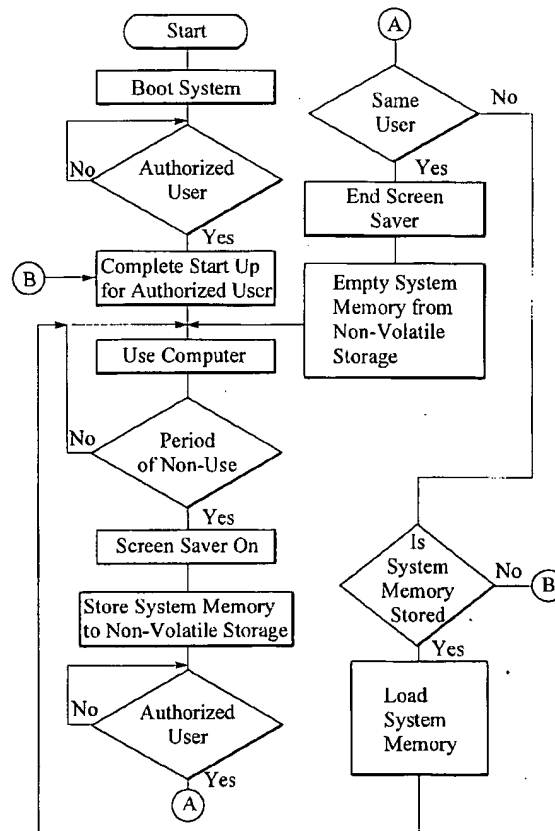 Start
Boot System
No
Authorized
User
Yes
B
Complete Start Up
for Authorized User
Use Computer
No
Period
of Non-Use
Yes
Screen Saver On
Store System Memory
to Non-Volatile Storage
No
Authorized
User
Yes
A
A
Same
User
No
Yes
End Screen
Saver
Empty System
Memory from
Non-Volatile
Storage
Is
System
Memory
Stored
No
B
Yes
Load
System
Memory